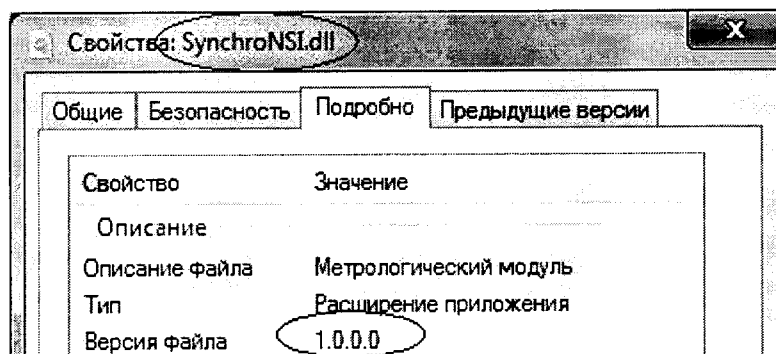 Свойства: SynchroNSI.dll
Общие Безопасность Подробно Предыдущие версии
Свойство Значение
Описание
Описание файла Метрологический модуль
Тип Расширение приложения
Версия файла 1.0.0.0